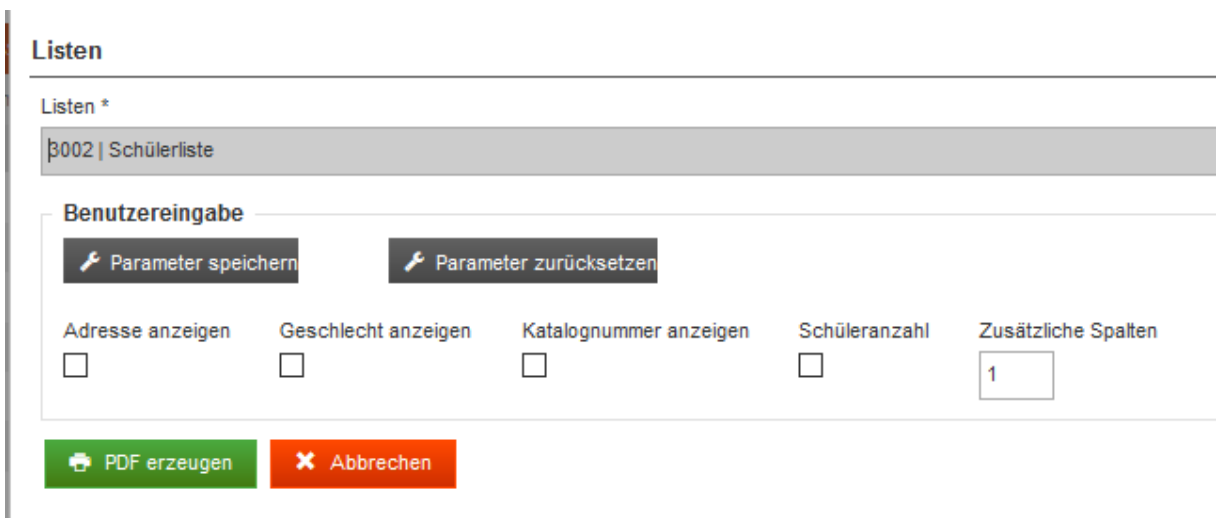 Listen
Listen *
3002 | Schülerliste
Benutzereingabe
Parameter speichern Parameter zurücksetzen
Adresse anzeigen Geschlecht anzeigen Katalognummer anzeigen Schüleranzahl Zusätzliche Spalten
1
PDF erzeugen Abbrechen